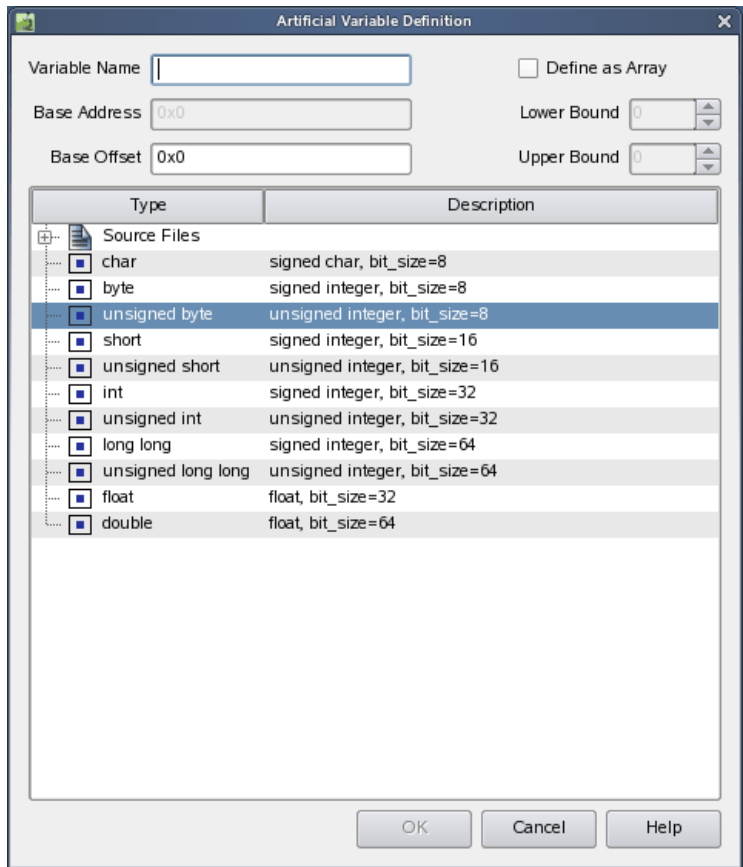 Artificial Variable Definition
Variable Name Define as Array
Base Address 0x0 Lower Bound 0
Base Offset 0x0 Upper Bound 0
Type Description
Source Files
char signed char, bit_size=8
byte signed integer, bit_size=8
unsigned byte unsigned integer, bit_size=8
short signed integer, bit_size=16
unsigned short unsigned integer, bit_size=16
int signed integer, bit_size=32
unsigned int unsigned integer, bit_size=32
long long signed integer, bit_size=64
unsigned long long unsigned integer, bit_size=64
float float, bit_size=32
double float, bit_size=64
OK Cancel Help